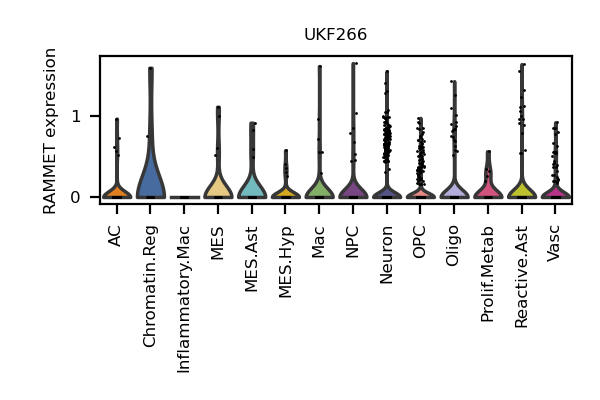 UKF266
RAMMET expression
1
0
AC
Chromatin.Reg
Inflammatory.Mac
MES
MES.Ast
MES.Hyp
Mac
NPC
Neuron
OPC
Oligo
Prolif.Metab
Reactive.Ast
Vasc